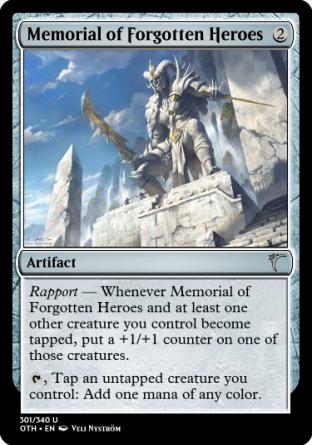 Memorial of Forgotten Heroes 2
Artifact
Rapport — Whenever Memorial of
Forgotten Heroes and at least one
other creature you control become
tapped, put a +1/+1 counter on one of
those creatures.
, Tap an untapped creature you
control: Add one mana of any color.
301/340 U
OTH • EN Veli Nyström